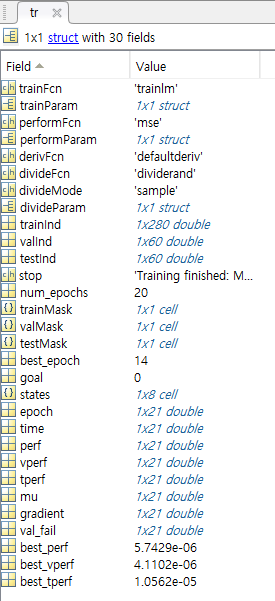 tr
1x1 struct with 30 fields
Field Value
trainFcn 'trainlm'
trainParam 1x1 struct
performFcn 'mse'
performParam 1x1 struct
derivFcn 'defaultderiv'
divideFcn 'dividerand'
divideMode 'sample'
divideParam 1x1 struct
trainInd 1x280 double
valInd 1x60 double
testInd 1x60 double
stop 'Training finished: M...
num_epochs 20
trainMask 1x1 cell
valMask 1x1 cell
testMask 1x1 cell
best_epoch 14
goal 0
states 1x8 cell
epoch 1x21 double
time 1x21 double
perf 1x21 double
vperf 1x21 double
tperf 1x21 double
mu 1x21 double
gradient 1x21 double
val_fail 1x21 double
best_perf 5.7429e-06
best_vperf 4.1102e-06
best_tperf 1.0562e-05